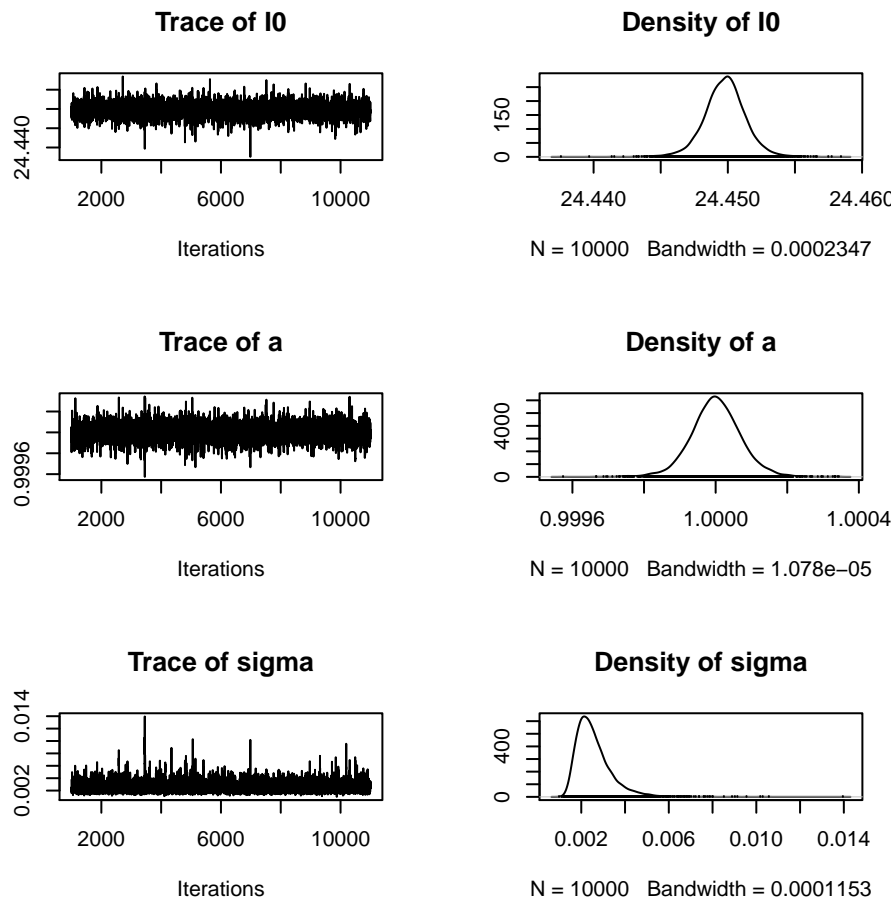 Trace of I0
24.440
2000 6000 10000
Iterations
Density of I0
0 150
24.440 24.450 24.460
N = 10000 Bandwidth = 0.0002347
Trace of a
0.9996
2000 6000 10000
Iterations
Density of a
0 4000
0.9996 1.0000 1.0004
N = 10000 Bandwidth = 1.078e−05
Trace of sigma
0.002 0.014
2000 6000 10000
Iterations
Density of sigma
0 400
0.002 0.006 0.010 0.014
N = 10000 Bandwidth = 0.0001153